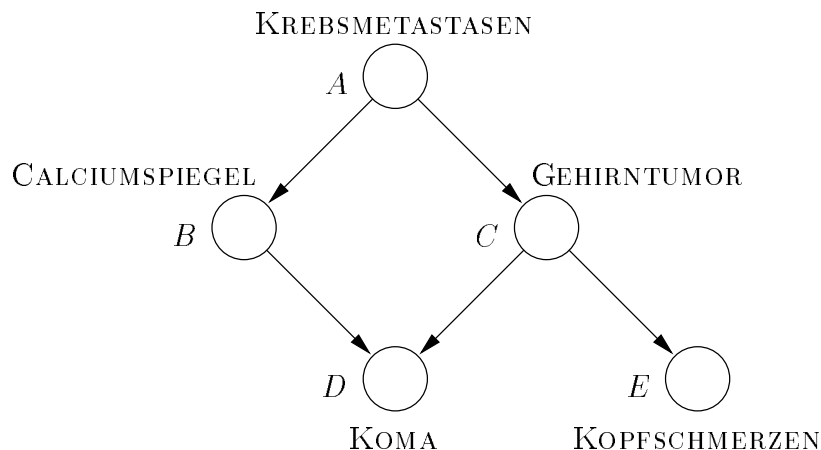 KREBSMETASTASEN
A
CALCIUMSPIEGEL
GEHIRNTUMOR
B
C
D
E
KOMA
KOPFSCHMERZEN